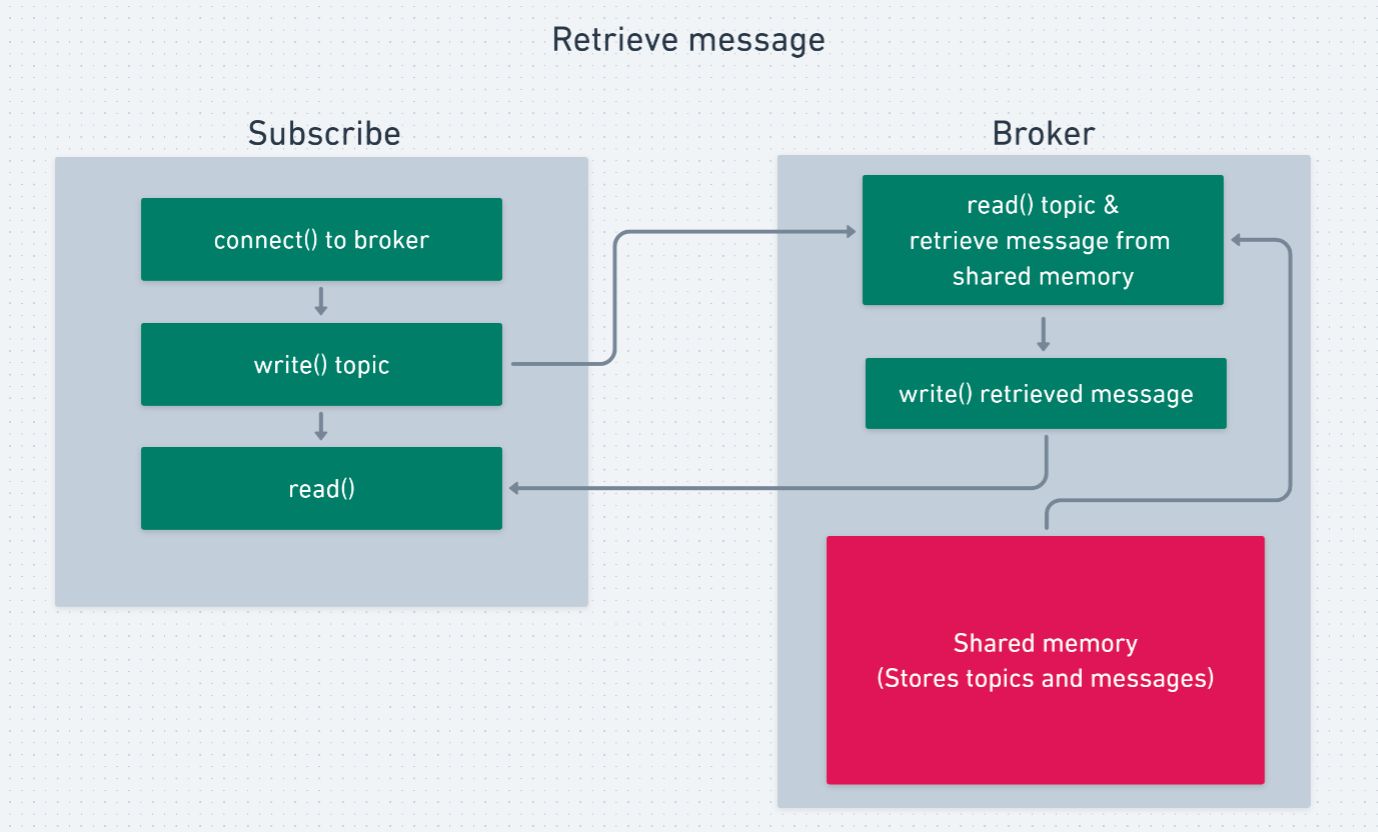 Retrieve message
Subscribe
connect() to broker
write() topic
read()
Broker
read() topic &
retrieve message from
shared memory
write() retrieved message
Shared memory
(Stores topics and messages)